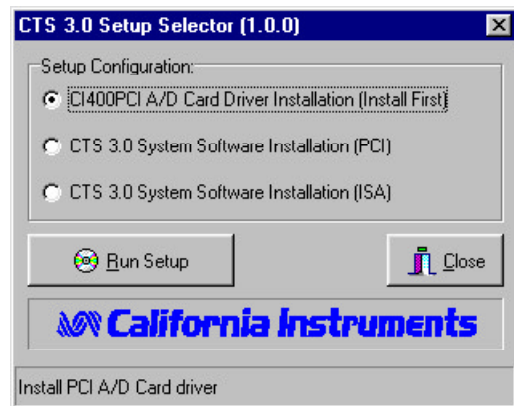 CTS 3.0 Setup Selector (1.0.0)
Setup Configuration:
CI400PCI A/D Card Driver Installation (Install First)
CTS 3.0 System Software Installation (PCI)
CTS 3.0 System Software Installation (ISA)
Run Setup
Close
California Instruments
Install PCI A/D Card driver